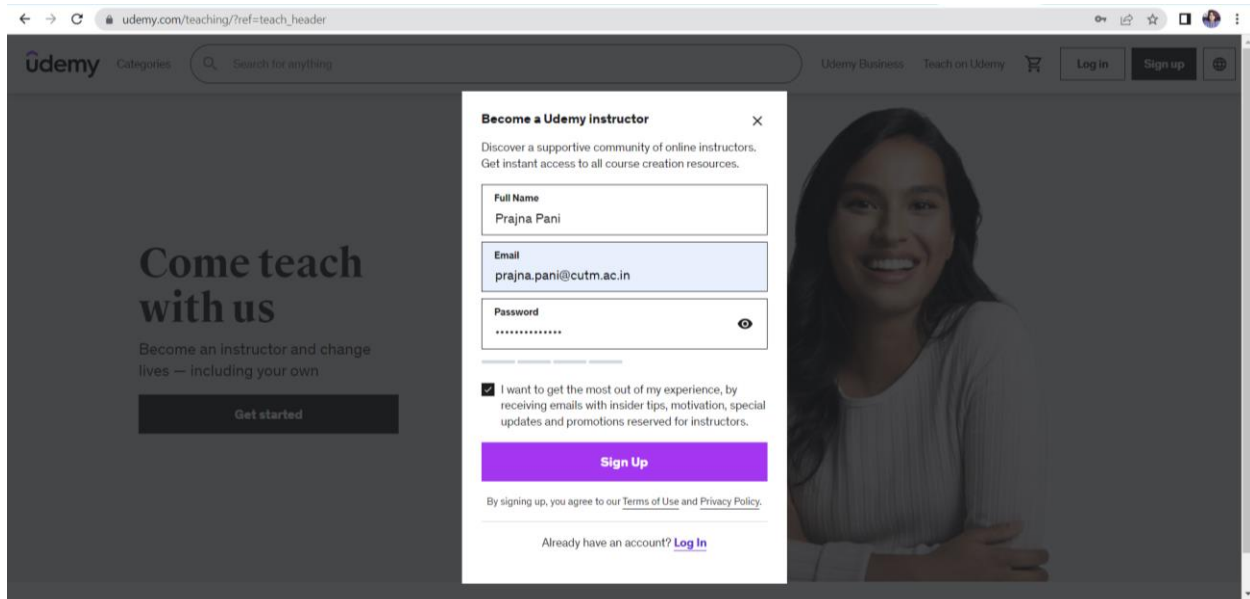 udemy.com/teaching/?ref=teach_header
ûdemy Categories Search for anything Udemy Business Teach on Udemy Log in Sign up
Become a Udemy instructor
Discover a supportive community of online instructors.
Get instant access to all course creation resources.
Full Name
Prajna Pani
Email
prajna.pani@cutm.ac.in
Password
••••••••••••••
I want to get the most out of my experience, by
receiving emails with insider tips, motivation, special
updates and promotions reserved for instructors.
Sign Up
By signing up, you agree to our Terms of Use and Privacy Policy.
Already have an account? Log In
Come teach
with us
Become an instructor and change
lives — including your own
Get started